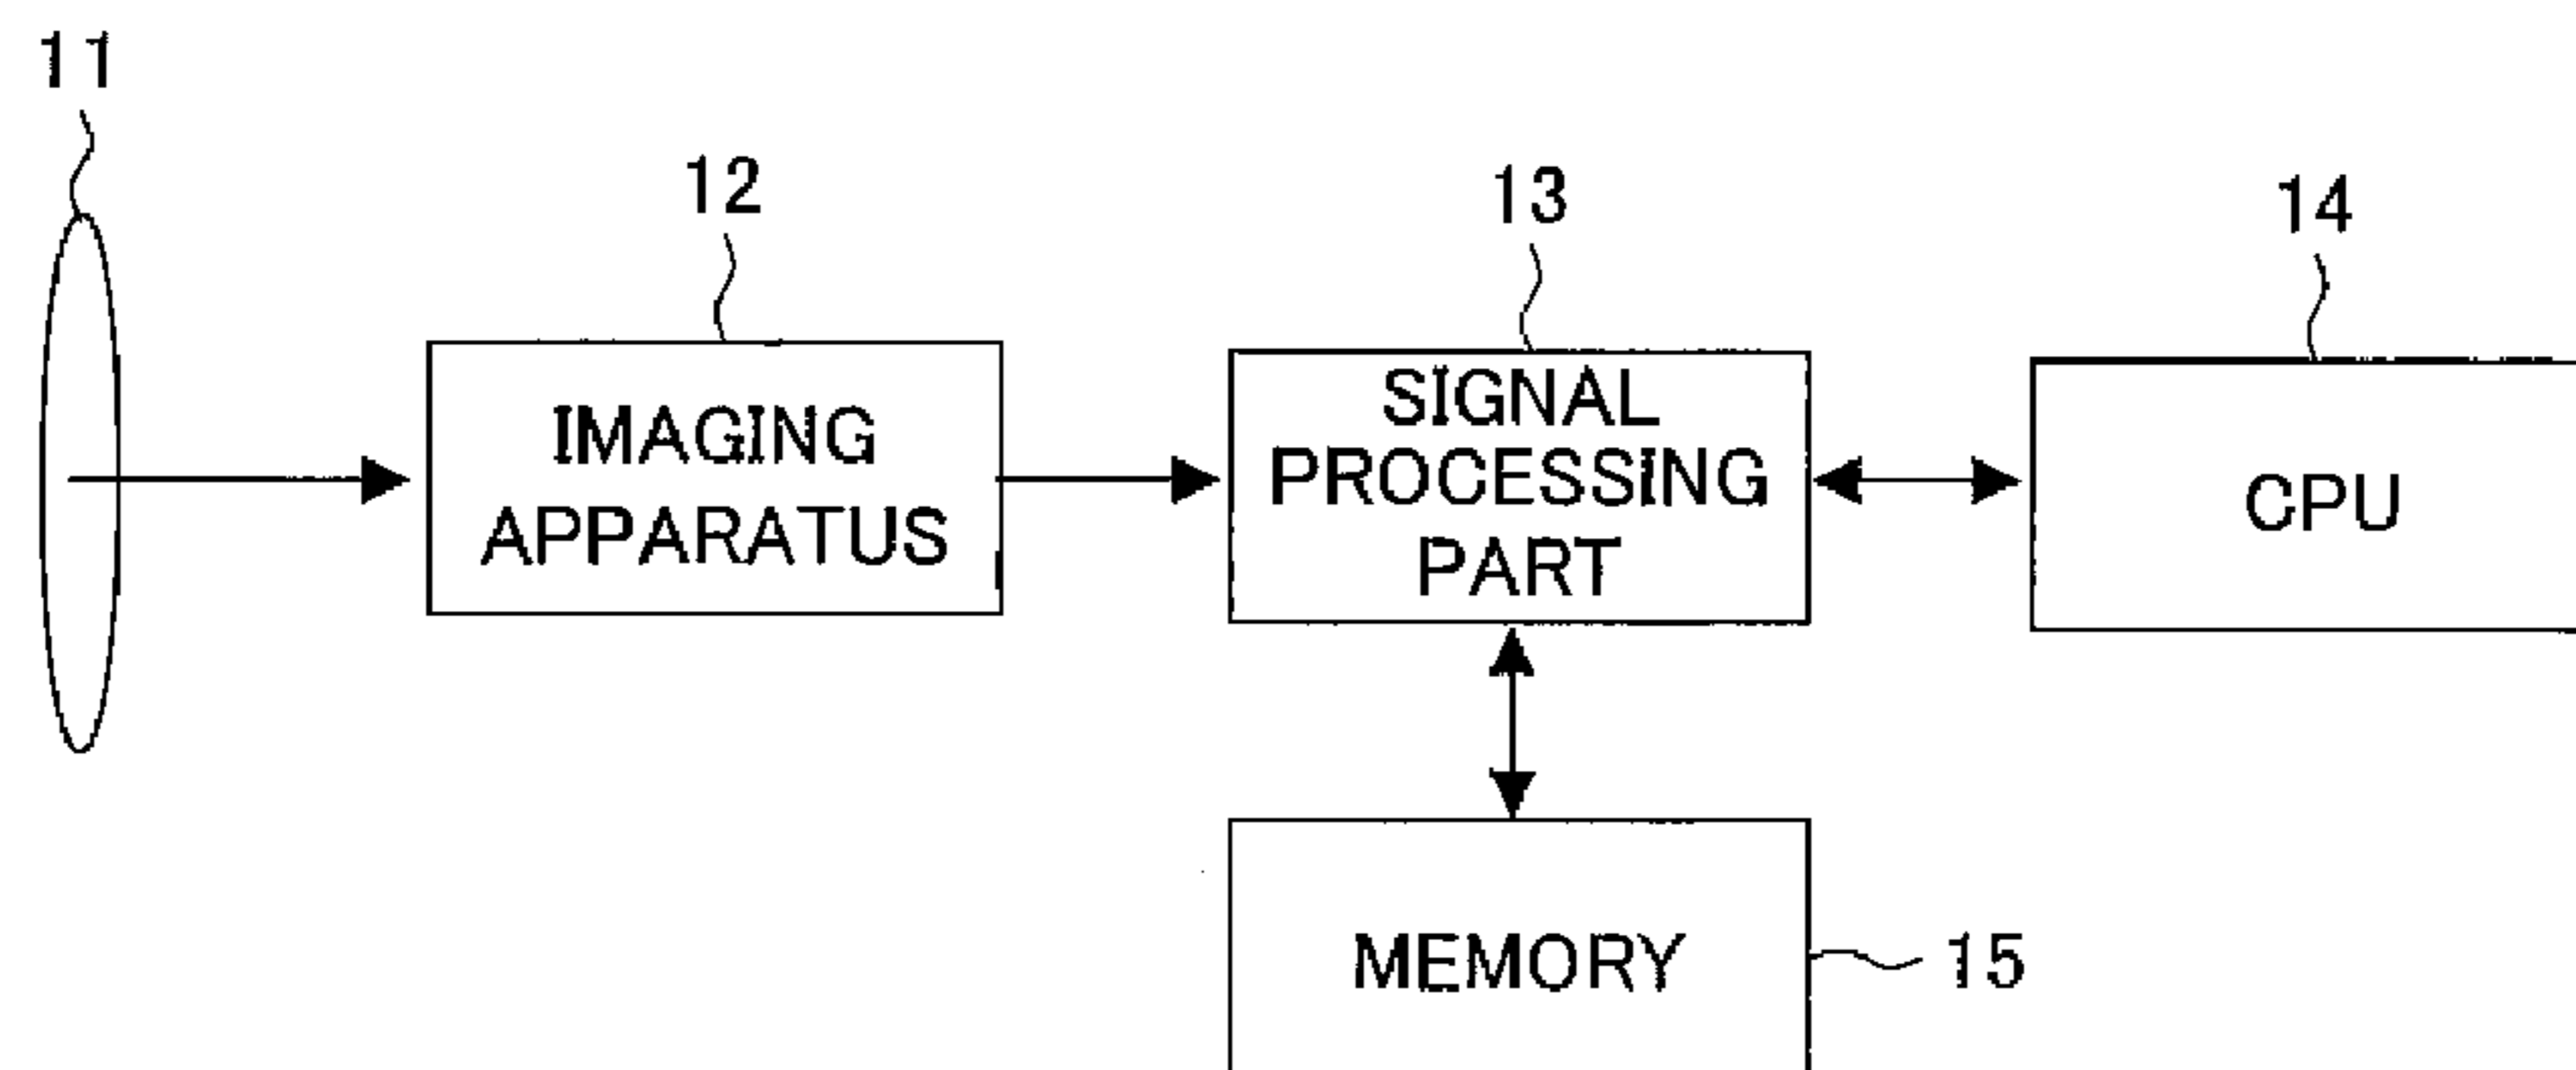 11
12
13
14
IMAGING
APPARATUS
SIGNAL
PROCESSING
PART
CPU
MEMORY
15